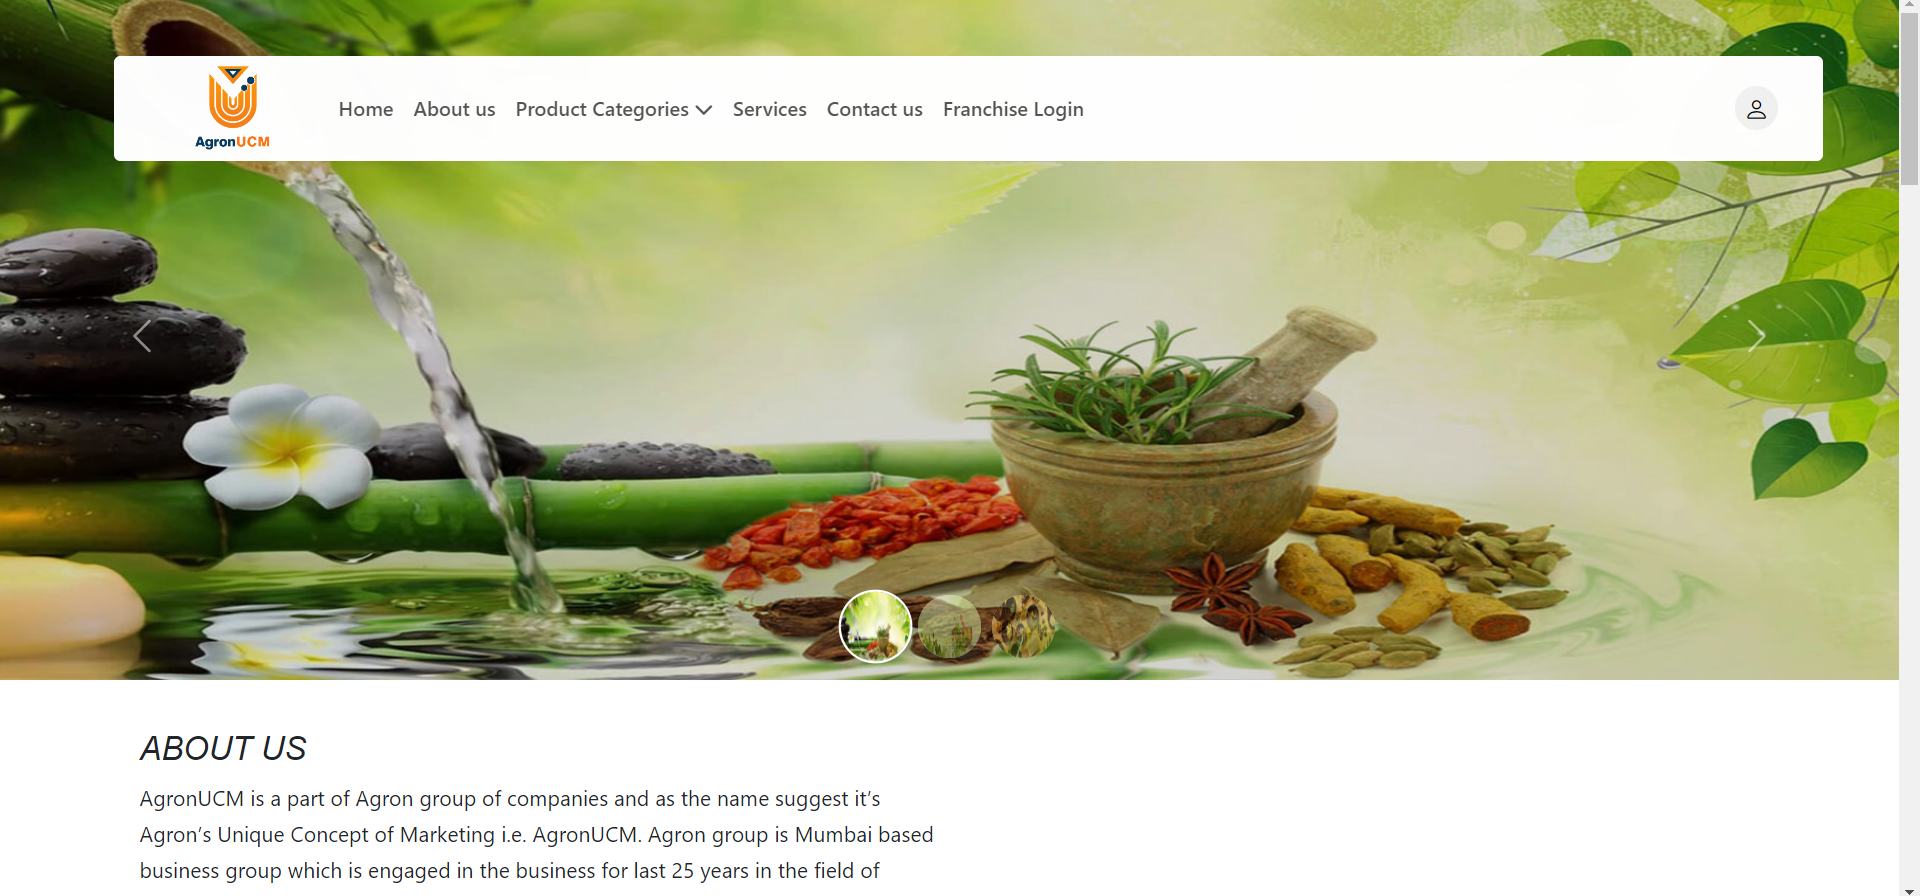 AgronUCM
Home About us Product Categories Services Contact us Franchise Login
ABOUT US
AgronUCM is a part of Agron group of companies and as the name suggest it’s
Agron’s Unique Concept of Marketing i.e. AgronUCM. Agron group is Mumbai based
business group which is engaged in the business for last 25 years in the field of